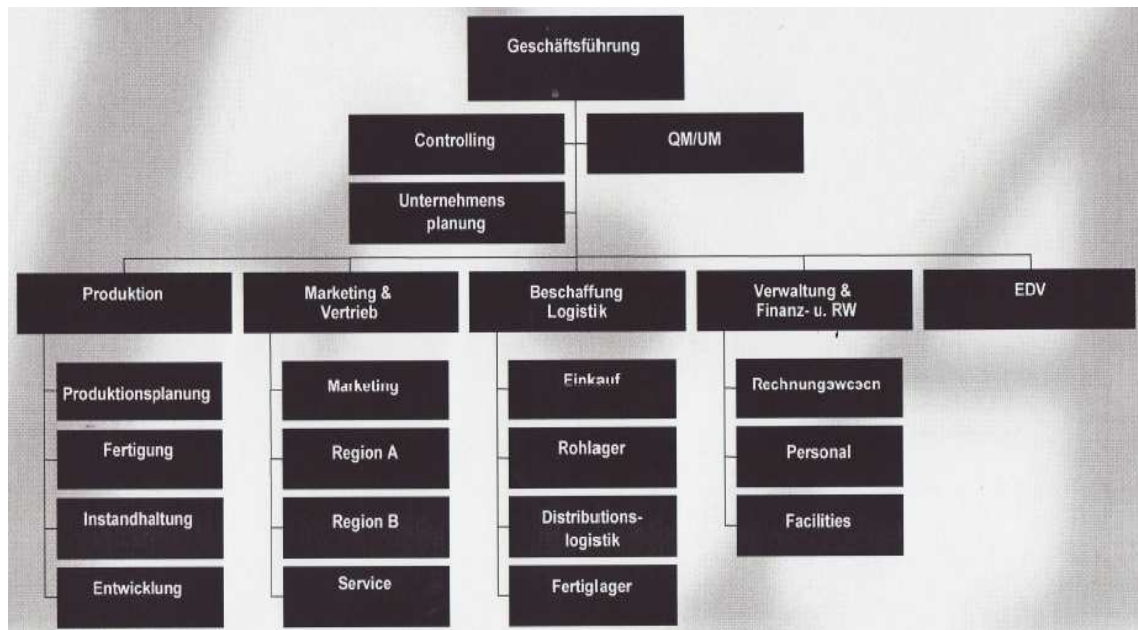 Geschäftsführung
Controlling
QM/UM
Unternehmens
planung
Produktion
Marketing &
Vertrieb
Beschaffung
Logistik
Verwaltung &
Finanz- u. RW
EDV
Produktionsplanung
Marketing
Einkauf
Rechnungswesen
Fertigung
Region A
Rohlager
Personal
Instandhaltung
Region B
Distributions-
logistik
Facilities
Entwicklung
Service
Fertiglager